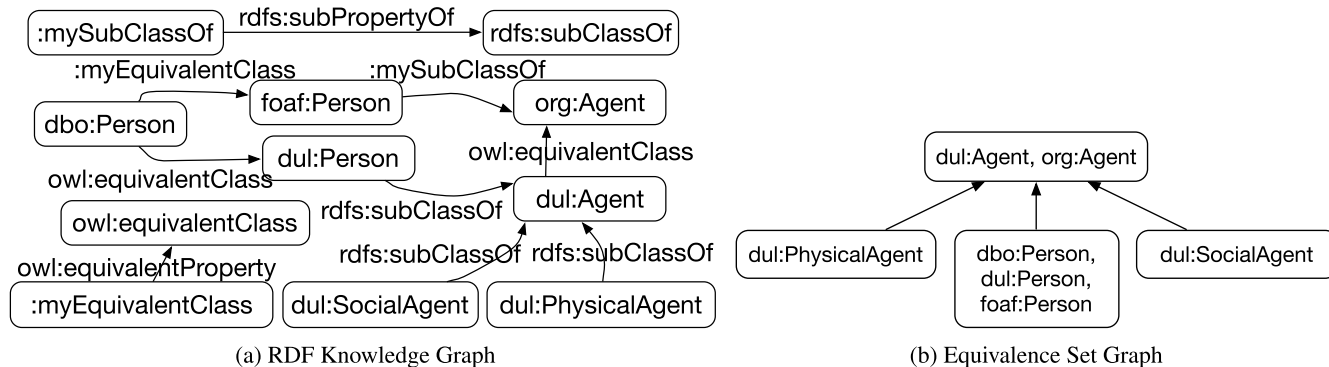 :mySubClassOf
rdfs:subPropertyOf
rdfs:subClassOf
:myEquivalentClass
:mySubClassOf
foaf:Person
org:Agent
dbo:Person
dul:Person
owl:equivalentClass
owl:equivalentClass
rdfs:subClassOf
dul:Agent
owl:equivalentClass
rdfs:subClassOf
rdfs:subClassOf
owl:equivalentProperty
:myEquivalentClass
dul:SocialAgent
dul:PhysicalAgent
(a) RDF Knowledge Graph
dul:Agent, org:Agent
dul:PhysicalAgent
dbo:Person,
dul:Person,
foaf:Person
dul:SocialAgent
(b) Equivalence Set Graph